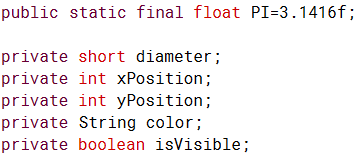 public static final float PI=3.1416f;
private short diameter;
private int xPosition;
private int yPosition;
private String color;
private boolean isVisible;